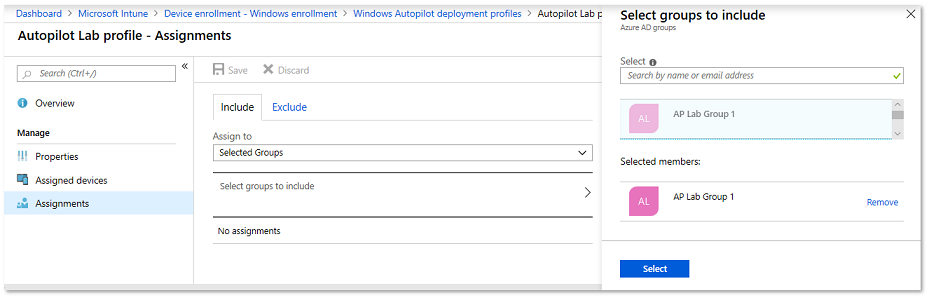 Dashboard > Microsoft Intune > Device enrollment - Windows enrollment > Windows Autopilot deployment profiles > Autopilot Lab p
Autopilot Lab profile - Assignments
Search (Ctrl+/)
Overview
Manage
Properties
Assigned devices
Assignments
Save
Discard
Include
Exclude
Assign to
Selected Groups
Select groups to include
No assignments
Select groups to include
Azure AD groups
Select
Search by name or email address
AL
AP Lab Group 1
Selected members:
AL
AP Lab Group 1
Remove
Select